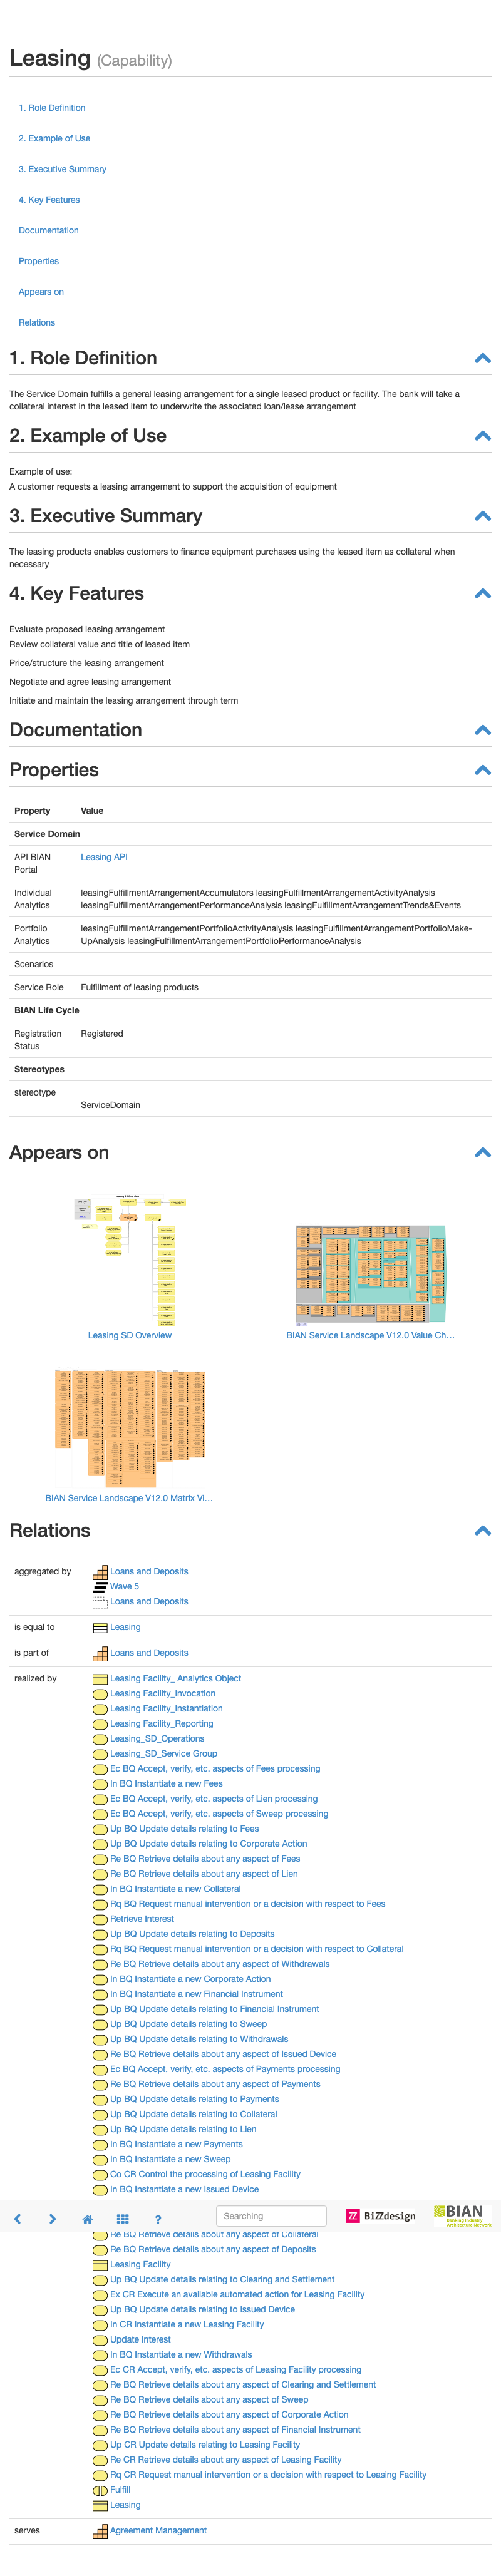 Leasing (Capability)
1. Role Definition
2. Example of Use
3. Executive Summary
4. Key Features
Documentation
Properties
Appears on
Relations
1. Role Definition
The Service Domain fulfills a general leasing arrangement for a single leased product or facility. The bank will take a
collateral interest in the leased item to underwrite the associated loan/lease arrangement
2. Example of Use
Example of use:
A customer requests a leasing arrangement to support the acquisition of equipment
3. Executive Summary
The leasing products enables customers to finance equipment purchases using the leased item as collateral when
necessary
4. Key Features
Evaluate proposed leasing arrangement
Review collateral value and title of leased item
Price/structure the leasing arrangement
Negotiate and agree leasing arrangement
Initiate and maintain the leasing arrangement through term
Documentation
Properties
Property Value
Service Domain
API BIAN Leasing API
Portal
Individual leasingFulfillmentArrangementAccumulators leasingFulfillmentArrangementActivityAnalysis
Analytics leasingFulfillmentArrangementPerformanceAnalysis leasingFulfillmentArrangementTrends&Events
Portfolio leasingFulfillmentArrangementPortfolioActivityAnalysis leasingFulfillmentArrangementPortfolioMake-
Analytics UpAnalysis leasingFulfillmentArrangementPortfolioPerformanceAnalysis
Scenarios
Service Role Fulfillment of leasing products
BIAN Life Cycle
Registration Registered
Status
Stereotypes
stereotype
ServiceDomain
Appears on
Leasing SD Overview
BIAN Service Landscape V12.0 Value Ch...
BIAN Service Landscape V12.0 Matrix Vi...
Relations
aggregated by Loans and Deposits
Wave 5
Loans and Deposits
is equal to Leasing
is part of Loans and Deposits
realized by Leasing Facility_ Analytics Object
Leasing Facility_Invocation
Leasing Facility_Instantiation
Leasing Facility_Reporting
Leasing_SD_Operations
Leasing_SD_Service Group
Ec BQ Accept, verify, etc. aspects of Fees processing
In BQ Instantiate a new Fees
Ec BQ Accept, verify, etc. aspects of Lien processing
Ec BQ Accept, verify, etc. aspects of Sweep processing
Up BQ Update details relating to Fees
Up BQ Update details relating to Corporate Action
Re BQ Retrieve details about any aspect of Fees
Re BQ Retrieve details about any aspect of Lien
In BQ Instantiate a new Collateral
Rq BQ Request manual intervention or a decision with respect to Fees
Retrieve Interest
Up BQ Update details relating to Deposits
Rq BQ Request manual intervention or a decision with respect to Collateral
Re BQ Retrieve details about any aspect of Withdrawals
In BQ Instantiate a new Corporate Action
In BQ Instantiate a new Financial Instrument
Up BQ Update details relating to Financial Instrument
Up BQ Update details relating to Sweep
Up BQ Update details relating to Withdrawals
Re BQ Retrieve details about any aspect of Issued Device
Ec BQ Accept, verify, etc. aspects of Payments processing
Re BQ Retrieve details about any aspect of Payments
Up BQ Update details relating to Payments
Up BQ Update details relating to Collateral
Up BQ Update details relating to Lien
In BQ Instantiate a new Payments
In BQ Instantiate a new Sweep
Co CR Control the processing of Leasing Facility
In BQ Instantiate a new Issued Device
? Searching BiZZdesign BIAN
Banking Industry
Architecture Network
Re BQ Retrieve details about any aspect of Collateral
Re BQ Retrieve details about any aspect of Deposits
Leasing Facility
Up BQ Update details relating to Clearing and Settlement
Ex CR Execute an available automated action for Leasing Facility
Up BQ Update details relating to Issued Device
In CR Instantiate a new Leasing Facility
Update Interest
In BQ Instantiate a new Withdrawals
Ec CR Accept, verify, etc. aspects of Leasing Facility processing
Re BQ Retrieve details about any aspect of Clearing and Settlement
Re BQ Retrieve details about any aspect of Sweep
Re BQ Retrieve details about any aspect of Corporate Action
Re BQ Retrieve details about any aspect of Financial Instrument
Up CR Update details relating to Leasing Facility
Re CR Retrieve details about any aspect of Leasing Facility
Rq CR Request manual intervention or a decision with respect to Leasing Facility
Fulfill
Leasing
serves Agreement Management